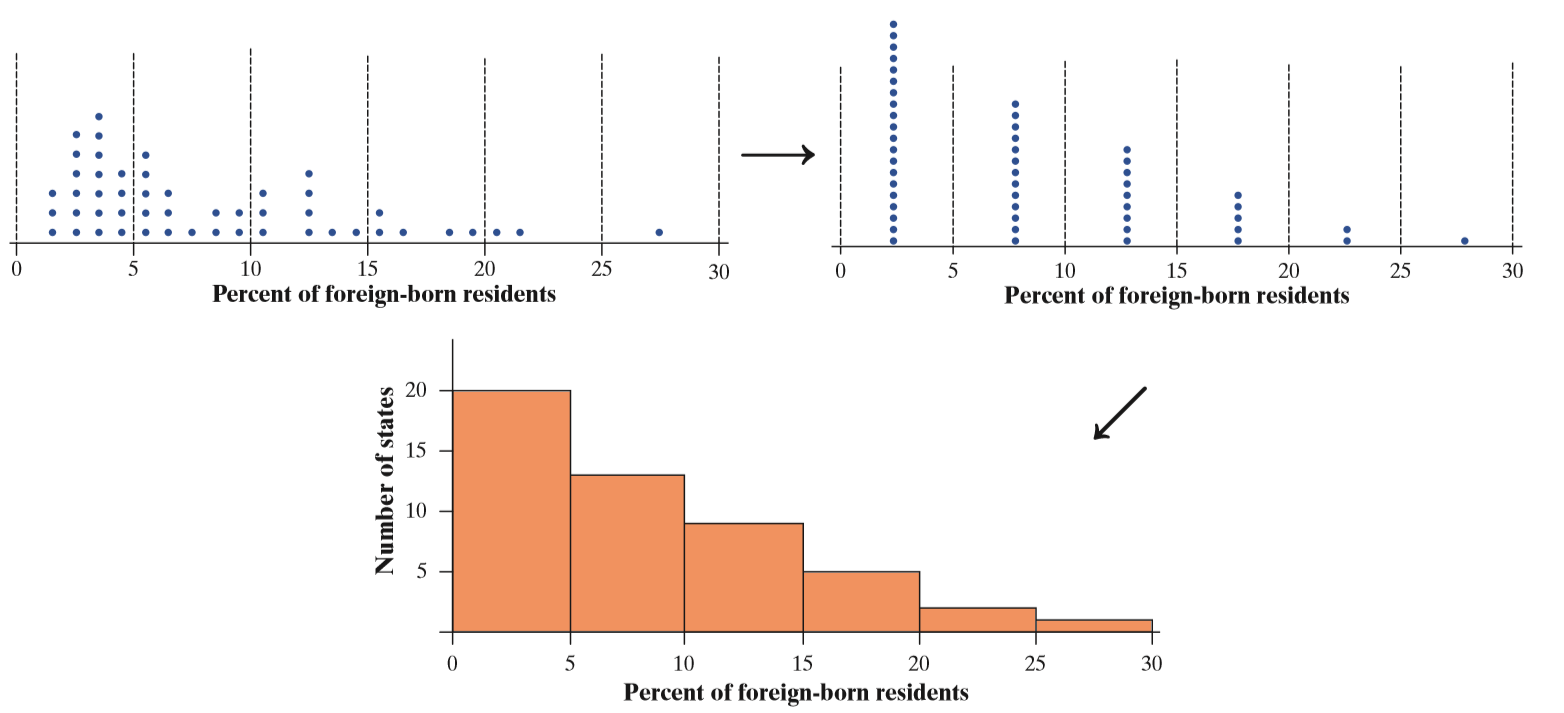 0 5 10 15 20 25 30
Percent of foreign-born residents
0 5 10 15 20 25 30
Percent of foreign-born residents
Number of states
20
15
10
5
0 5 10 15 20 25 30
Percent of foreign-born residents